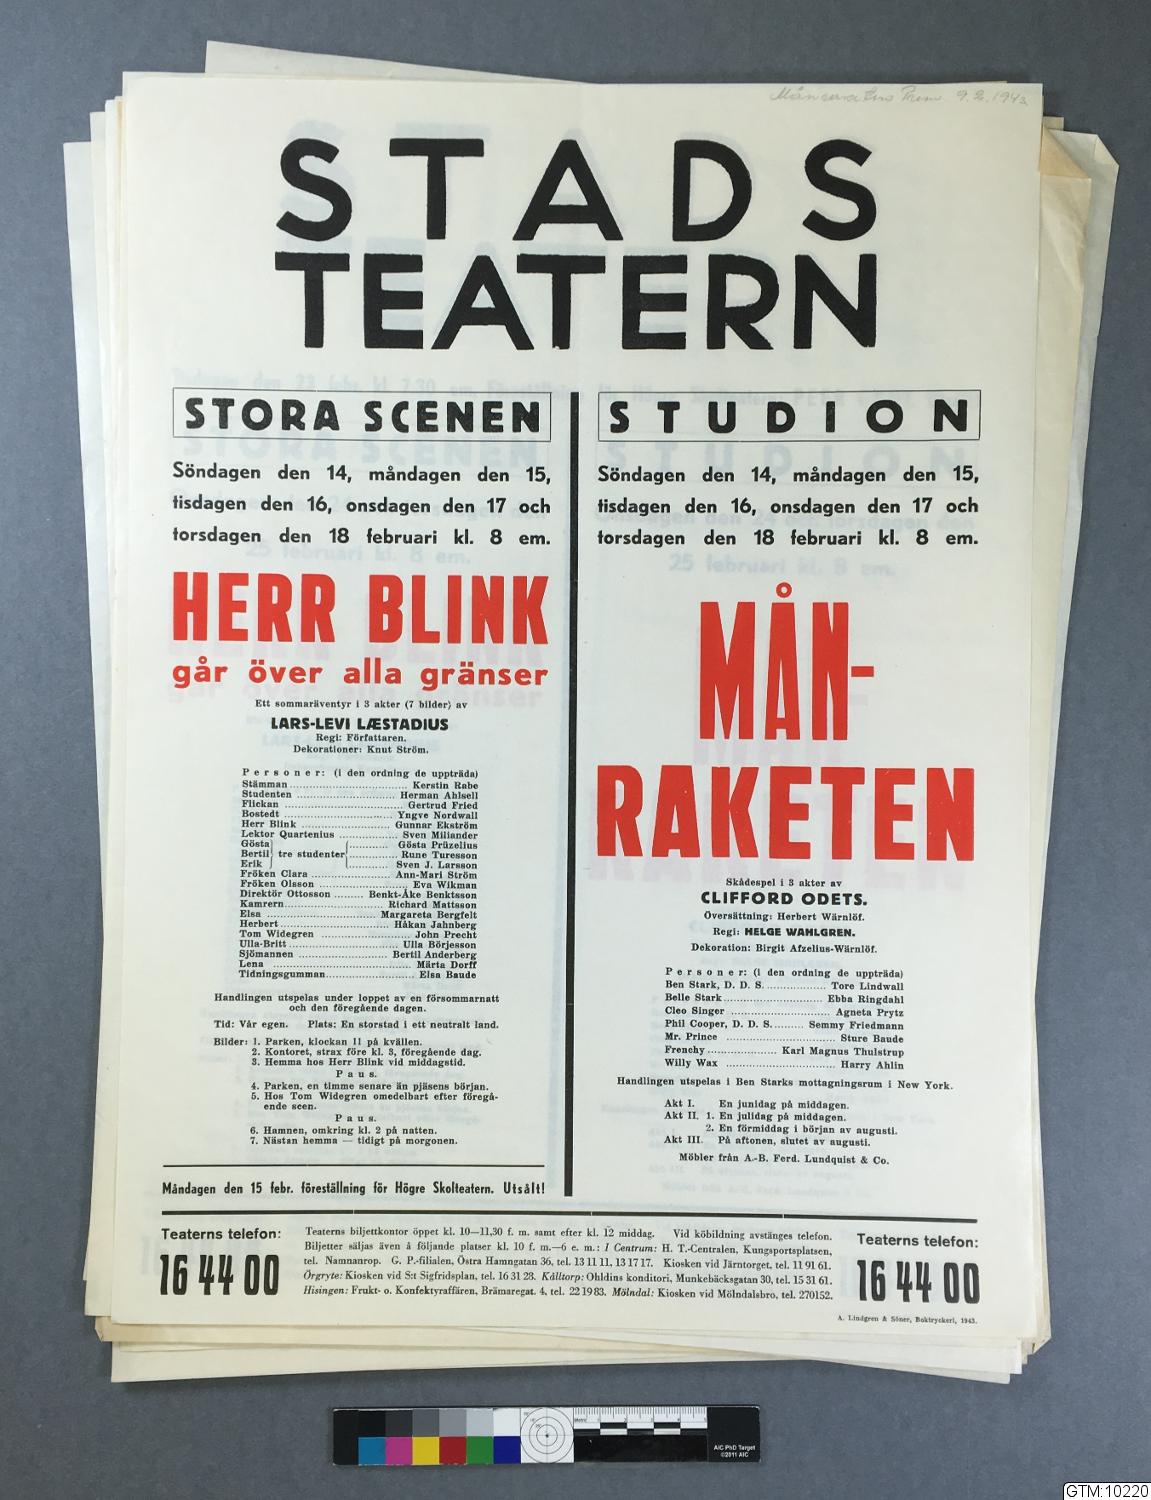 9. 2. 1943
STADS
TEATERN
STORA SCENEN
Söndagen den 14, måndagen den 15,
tisdagen den 16, onsdagen den 17 och
torsdagen den 18 februari kl. 8 em.
HERR BLINK
går över alla gränser
Ett sommaräventyr i 3 akter (7 bilder) av
LARS-LEVI LÆSTADIUS
Regi: Författaren.
Dekorationer: Knut Ström.
Personer: (i den ordning de uppträda)
Stämman Kerstin Rabe
Studenten Herman Ahlsell
Flickan Gertrud Fried
Bostedt Yngve Nordwall
Herr Blink Gunnar Ekström
Lektor Quartenius Sven Miliander
Gösta Gösta Prüzelius
Bertil tre studenter Rune Turesson
Erik Sven J. Larsson
Fröken Clara Ann-Mari Ström
Fröken Olsson Eva Wikman
Direktör Ottosson Benkt-Åke Benktsson
Kamrern Richard Mattsson
Elsa Margareta Bergfelt
Herbert Håkan Jahnberg
Tom Widegren John Precht
Ulla-Britt Ulla Börjesson
Sjömannen Bertil Anderberg
Lena Märta Dorff
Tidningsgumman Elsa Baude
Handlingen utspelas under loppet av en försommarnatt
och den föregående dagen.
Tid: Vår egen. Plats: En storstad i ett neutralt land.
Bilder: 1. Parken, klockan 11 på kvällen.
2. Kontoret, strax före kl. 3, föregående dag.
3. Hemma hos Herr Blink vid middagstid.
Paus.
4. Parken, en timme senare än pjäsens början.
5. Hos Tom Widegren omedelbart efter föregå-
ende scen.
Paus.
6. Hamnen, omkring kl. 2 på natten.
7. Nästan hemma — tidigt på morgonen.
Måndagen den 15 febr. föreställning för Högre Skolteatern. Utsålt!
STUDION
Söndagen den 14, måndagen den 15,
tisdagen den 16, onsdagen den 17 och
torsdagen den 18 februari kl. 8 em.
MÅN-
RAKETEN
Skådespel i 3 akter av
CLIFFORD ODETS.
Översättning: Herbert Wärnlöf.
Regi: HELGE WAHLGREN.
Dekoration: Birgit Afzelius-Wärnlöf.
Personer: (i den ordning de uppträda)
Ben Stark, D. D. S. Tore Lindwall
Belle Stark Ebba Ringdahl
Cleo Singer Agneta Prytz
Phil Cooper, D. D. S. Semmy Friedmann
Mr. Prince Sture Baude
Frenchy Karl Magnus Thulstrup
Willy Wax Harry Ahlin
Handlingen utspelas i Ben Starks mottagningsrum i New York.
Akt I. En junidag på middagen.
Akt II. 1. En julidag på middagen.
2. En förmiddag i början av augusti.
Akt III. På aftonen, slutet av augusti.
Möbler från A.-B. Ferd. Lundquist & Co.
Teaterns telefon:
16 44 00
Teaterns biljettkontor öppet kl. 10—11,30 f. m. samt efter kl. 12 middag. Vid köbildning avstänges telefon.
Biljetter säljas även å följande platser kl. 10 f. m.—6 e. m.: I Centrum: H. T.-Centralen, Kungsportsplatsen,
tel. Namnanrop. G. P.-filialen, Östra Hamngatan 36, tel. 13 11 11, 13 17 17. Kiosken vid Järntorget, tel. 11 91 61.
Örgryte: Kiosken vid S:t Sigfridsplan, tel. 16 31 28. Kålltorp: Ohldins konditori, Munkebäcksgatan 30, tel. 15 31 61.
Hisingen: Frukt- o. Konfektyraffären, Brämaregat. 4, tel. 22 19 83. Mölndal: Kiosken vid Mölndalsbro, tel. 270152.
Teaterns telefon:
16 44 00
A. Lindgren & Söner, Boktryckeri, 1943.
AIC PhD Target
©2011 AIC
GTM:10220